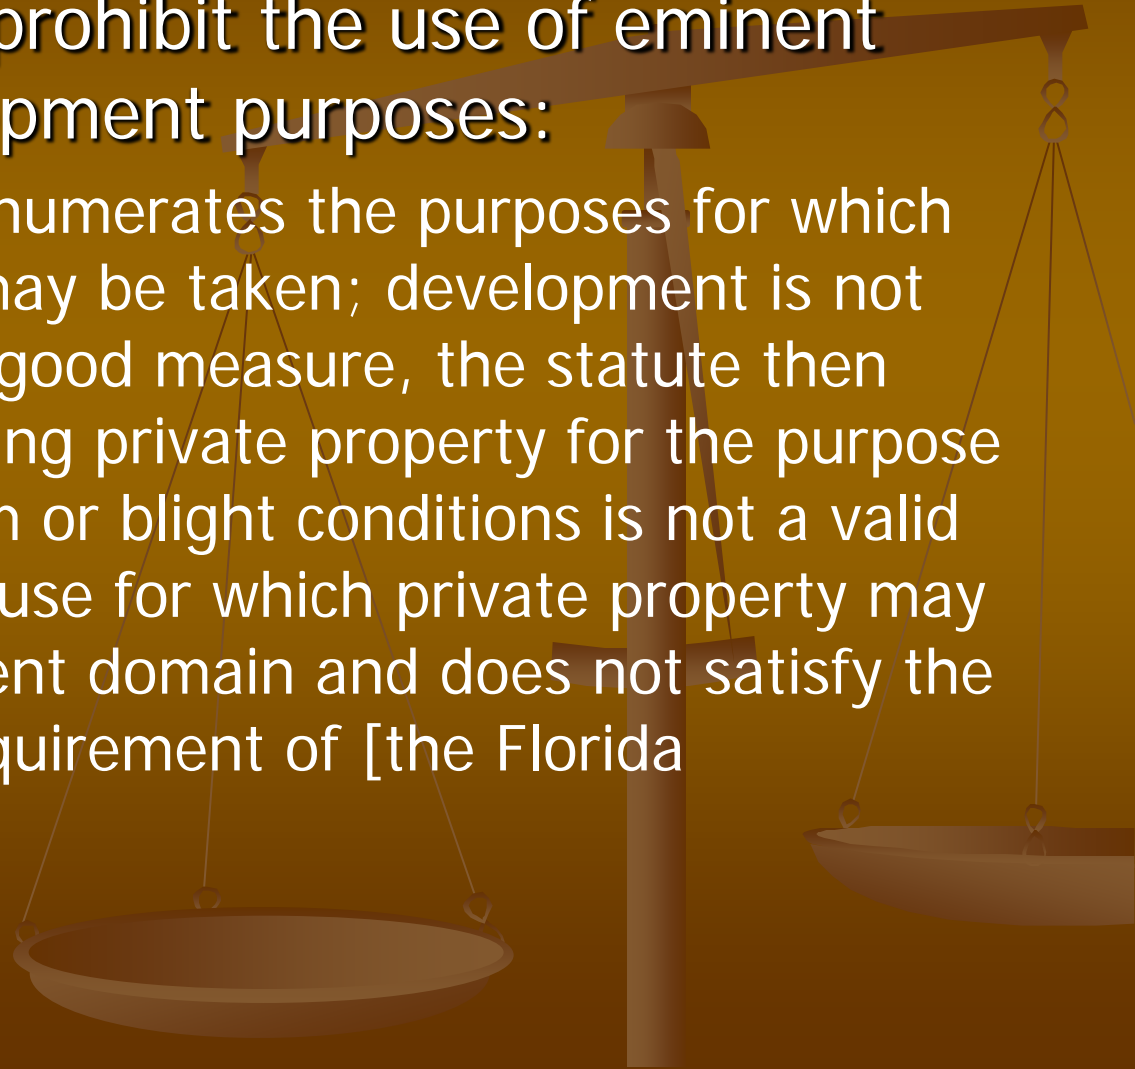 prohibit the use of eminent
pment purposes:
numerates the purposes for which
may be taken; development is not
good measure, the statute then
ng private property for the purpose
or blight conditions is not a valid
use for which private property may
ent domain and does not satisfy the
quirement of [the Florida